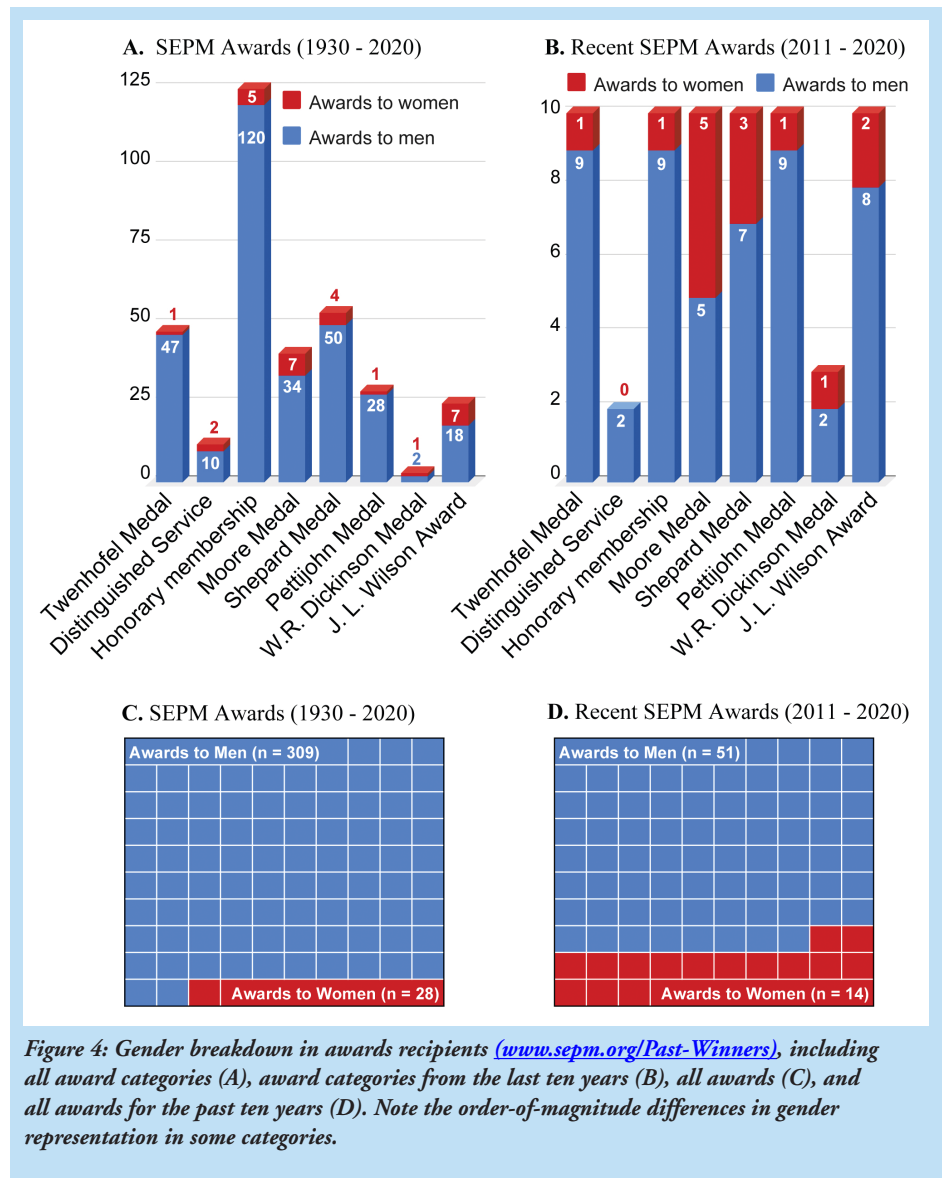 A. SEPM Awards (1930 - 2020)
125
100
75
50
25
0
Awards to women
Awards to men
1
47
2
10
5
120
7
34
4
50
1
28
1
2
7
18
Twenhofel Medal
Distinguished Service
Honorary membership
Moore Medal
Shepard Medal
Pettijohn Medal
W.R. Dickinson Medal
J. L. Wilson Award
B. Recent SEPM Awards (2011 - 2020)
Awards to women
Awards to men
10
8
6
4
2
0
1
9
0
2
1
9
5
5
3
7
1
9
1
2
2
8
Twenhofel Medal
Distinguished Service
Honorary membership
Moore Medal
Shepard Medal
Pettijohn Medal
W.R. Dickinson Medal
J. L. Wilson Award
C. SEPM Awards (1930 - 2020)
Awards to Men (n = 309)
Awards to Women (n = 28)
D. Recent SEPM Awards (2011 - 2020)
Awards to Men (n = 51)
Awards to Women (n = 14)
Figure 4: Gender breakdown in awards recipients (www.sepm.org/Past-Winners), including
all award categories (A), award categories from the last ten years (B), all awards (C), and
all awards for the past ten years (D). Note the order-of-magnitude differences in gender
representation in some categories.